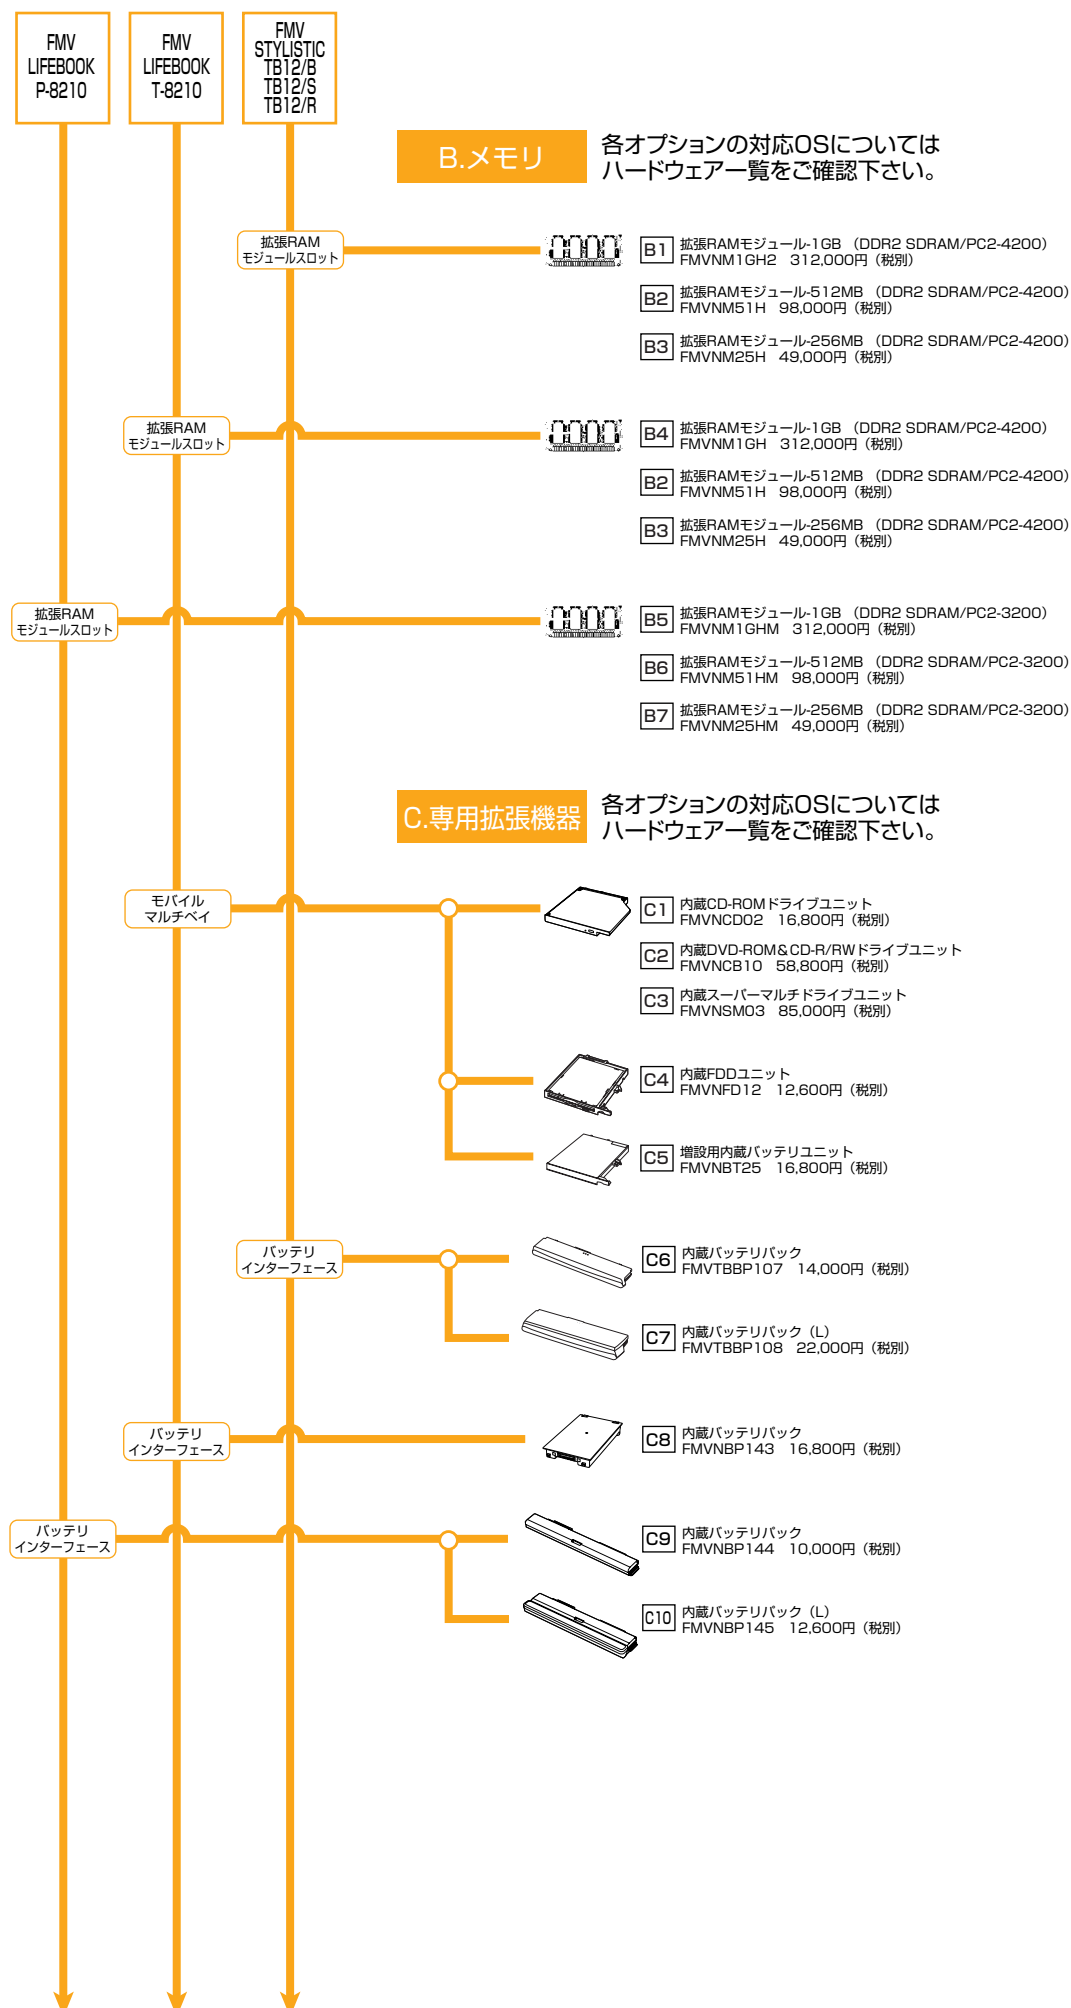 FMV
LIFEBOOK
P-8210
FMV
LIFEBOOK
T-8210
FMV
STYLISTIC
TB12/B
TB12/S
TB12/R
B.メモリ
各オプションの対応OSについては
ハードウェア一覧をご確認下さい。
拡張RAM
モジュールスロット
B1 拡張RAMモジュール-1GB （DDR2 SDRAM/PC2-4200）
FMVNM1GH2 312,000円（税別）
B2 拡張RAMモジュール-512MB （DDR2 SDRAM/PC2-4200）
FMVNM51H 98,000円（税別）
B3 拡張RAMモジュール-256MB （DDR2 SDRAM/PC2-4200）
FMVNM25H 49,000円（税別）
拡張RAM
モジュールスロット
B4 拡張RAMモジュール-1GB （DDR2 SDRAM/PC2-4200）
FMVNM1GH 312,000円（税別）
B2 拡張RAMモジュール-512MB （DDR2 SDRAM/PC2-4200）
FMVNM51H 98,000円（税別）
B3 拡張RAMモジュール-256MB （DDR2 SDRAM/PC2-4200）
FMVNM25H 49,000円（税別）
拡張RAM
モジュールスロット
B5 拡張RAMモジュール-1GB （DDR2 SDRAM/PC2-3200）
FMVNM1GHM 312,000円（税別）
B6 拡張RAMモジュール-512MB （DDR2 SDRAM/PC2-3200）
FMVNM51HM 98,000円（税別）
B7 拡張RAMモジュール-256MB （DDR2 SDRAM/PC2-3200）
FMVNM25HM 49,000円（税別）
C.専用拡張機器
各オプションの対応OSについては
ハードウェア一覧をご確認下さい。
モバイル
マルチベイ
C1 内蔵CD-ROMドライブユニット
FMVNCD02 16,800円（税別）
C2 内蔵DVD-ROM＆CD-R/RWドライブユニット
FMVNCB10 58,800円（税別）
C3 内蔵スーパーマルチドライブユニット
FMVNSM03 85,000円（税別）
C4 内蔵FDDユニット
FMVNFD12 12,600円（税別）
C5 増設用内蔵バッテリユニット
FMVNBT25 16,800円（税別）
バッテリ
インターフェース
C6 内蔵バッテリパック
FMVTBBP107 14,000円（税別）
C7 内蔵バッテリパック（L）
FMVTBBP108 22,000円（税別）
バッテリ
インターフェース
C8 内蔵バッテリパック
FMVNBP143 16,800円（税別）
バッテリ
インターフェース
C9 内蔵バッテリパック
FMVNBP144 10,000円（税別）
C10 内蔵バッテリパック（L）
FMVNBP145 12,600円（税別）